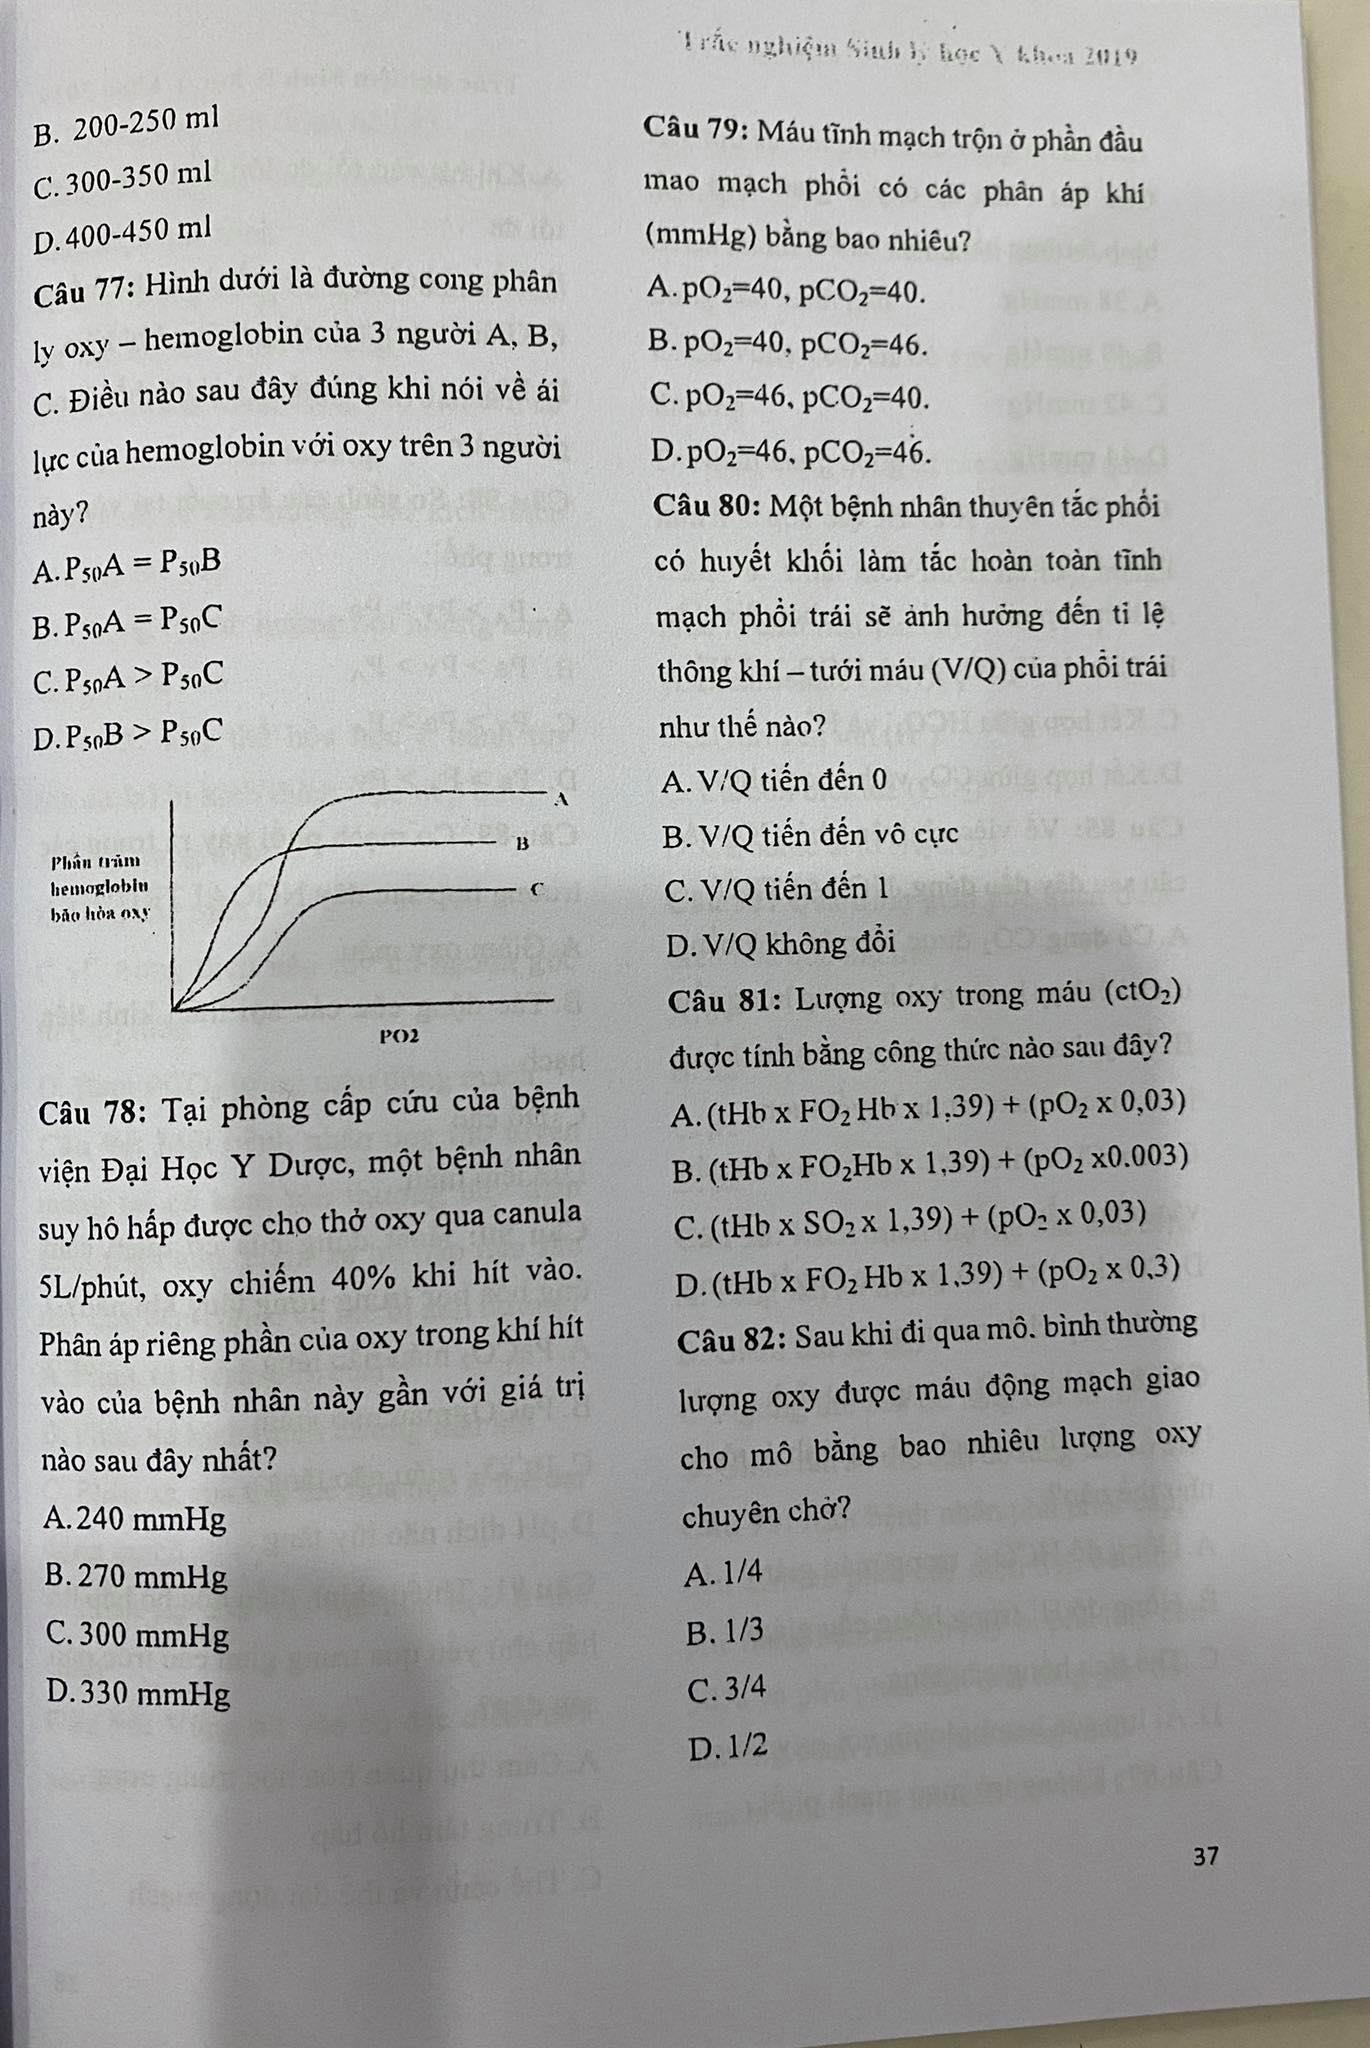 Trắc nghiệm Sinh lý học Y khoa 2019
B. 200-250 ml
C. 300-350 ml
D. 400-450 ml
Câu 77: Hình dưới là đường cong phân
ly oxy – hemoglobin của 3 người A, B,
C. Điều nào sau đây đúng khi nói về ái
lực của hemoglobin với oxy trên 3 người
này?
A. P₅₀A = P₅₀B
B. P₅₀A = P₅₀C
C. P₅₀A > P₅₀C
D. P₅₀B > P₅₀C
A
B
C
Phần trăm
hemoglobin
bão hòa oxy
PO2
Câu 78: Tại phòng cấp cứu của bệnh
viện Đại Học Y Dược, một bệnh nhân
suy hô hấp được cho thở oxy qua canula
5L/phút, oxy chiếm 40% khi hít vào.
Phân áp riêng phần của oxy trong khí hít
vào của bệnh nhân này gần với giá trị
nào sau đây nhất?
A. 240 mmHg
B. 270 mmHg
C. 300 mmHg
D. 330 mmHg
Câu 79: Máu tĩnh mạch trộn ở phần đầu
mao mạch phổi có các phân áp khí
(mmHg) bằng bao nhiêu?
A. pO₂=40, pCO₂=40.
B. pO₂=40, pCO₂=46.
C. pO₂=46, pCO₂=40.
D. pO₂=46, pCO₂=46.
Câu 80: Một bệnh nhân thuyên tắc phổi
có huyết khối làm tắc hoàn toàn tĩnh
mạch phổi trái sẽ ảnh hưởng đến tỉ lệ
thông khí – tưới máu (V/Q) của phổi trái
như thế nào?
A. V/Q tiến đến 0
B. V/Q tiến đến vô cực
C. V/Q tiến đến 1
D. V/Q không đổi
Câu 81: Lượng oxy trong máu (ctO₂)
được tính bằng công thức nào sau đây?
A. (tHb x FO₂ Hb x 1,39) + (pO₂ x 0,03)
B. (tHb x FO₂Hb x 1,39) + (pO₂ x0.003)
C. (tHb x SO₂ x 1,39) + (pO₂ x 0,03)
D. (tHb x FO₂ Hb x 1,39) + (pO₂ x 0,3)
Câu 82: Sau khi đi qua mô. bình thường
lượng oxy được máu động mạch giao
cho mô bằng bao nhiêu lượng oxy
chuyên chở?
A. 1/4
B. 1/3
C. 3/4
D. 1/2
37